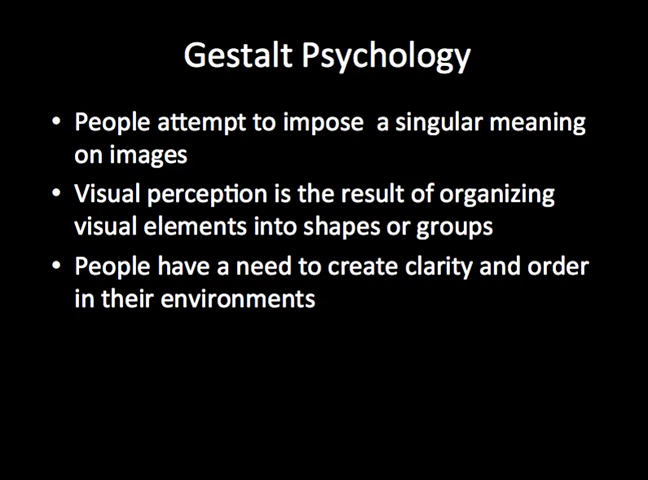 Gestalt Psychology
• People attempt to impose  a singular meaning
on images
• Visual perception is the result of organizing
visual elements into shapes or groups
• People have a need to create clarity and order
in their environments